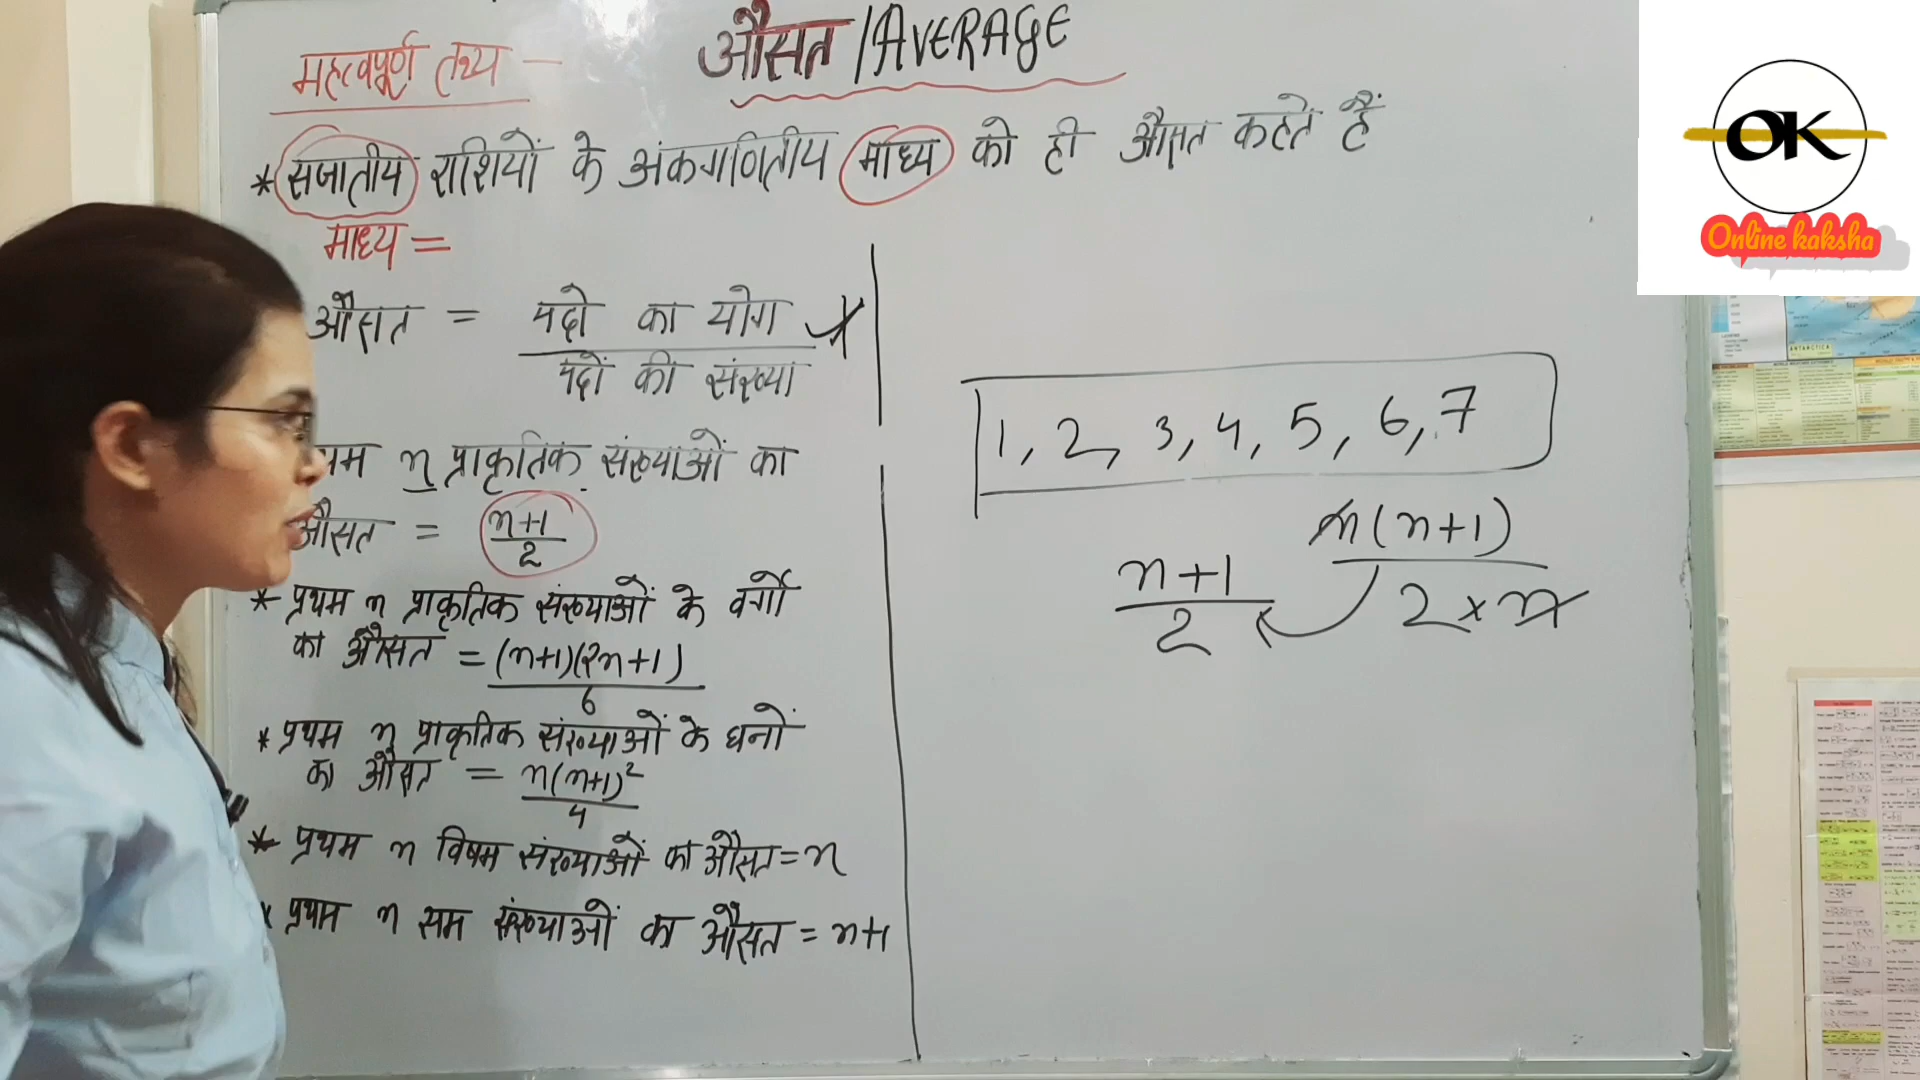 औसत / AVERAGE
महत्वपूर्ण तथ्य —
* सजातीय राशियों के अंकगणितीय माध्य को ही औसत कहते हैं
माध्य =
औसत = पदो का योग
पदों की संख्या
थम n प्राकृतिक संख्याओं का
औसत = n+1
2
* प्रथम n प्राकृतिक संख्याओं के वर्गों
का औसत = (n+1)(2n+1)
6
* प्रथम n प्राकृतिक संख्याओं के घनों
का औसत = n(n+1)²
4
* प्रथम n विषम संख्याओं का औसत = n
* प्रथम n सम संख्याओं का औसत = n+1
1, 2, 3, 4, 5, 6, 7
n(n+1)
2 × n
n+1
2
OK
Online kaksha
ANTARCTICA